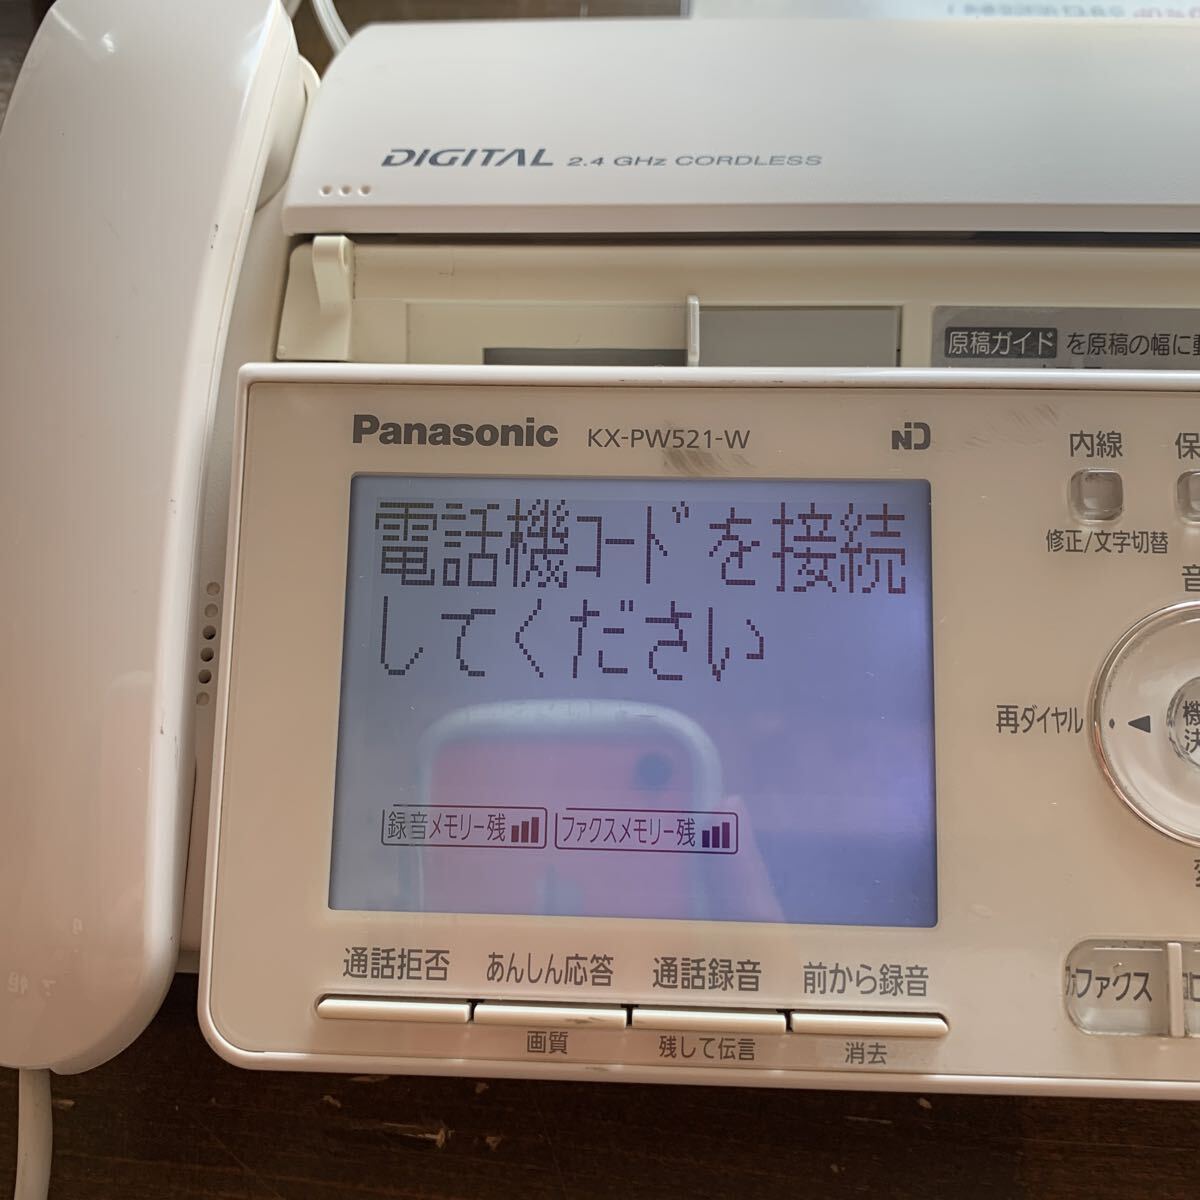 DIGITAL 2.4 GHz CORDLESS
原稿ガイド を原稿の幅に
Panasonic KX-PW521-W
内線
修正/文字切替
電話機コードを接続
してください
再ダイヤル
録音メモリー残 ファクスメモリー残
通話拒否 あんしん応答 通話録音 前から録音
ファクス
画質 残して伝言 消去